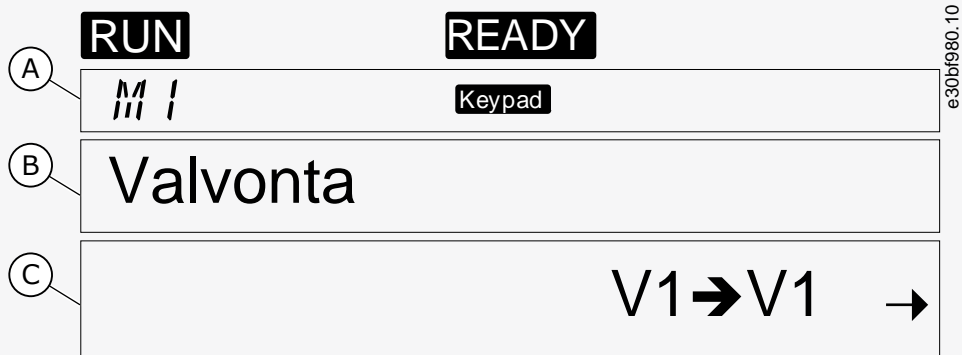 RUN READY
A M1 Keypad
B Valvonta
C V1➔V1 →
e30bf980.10